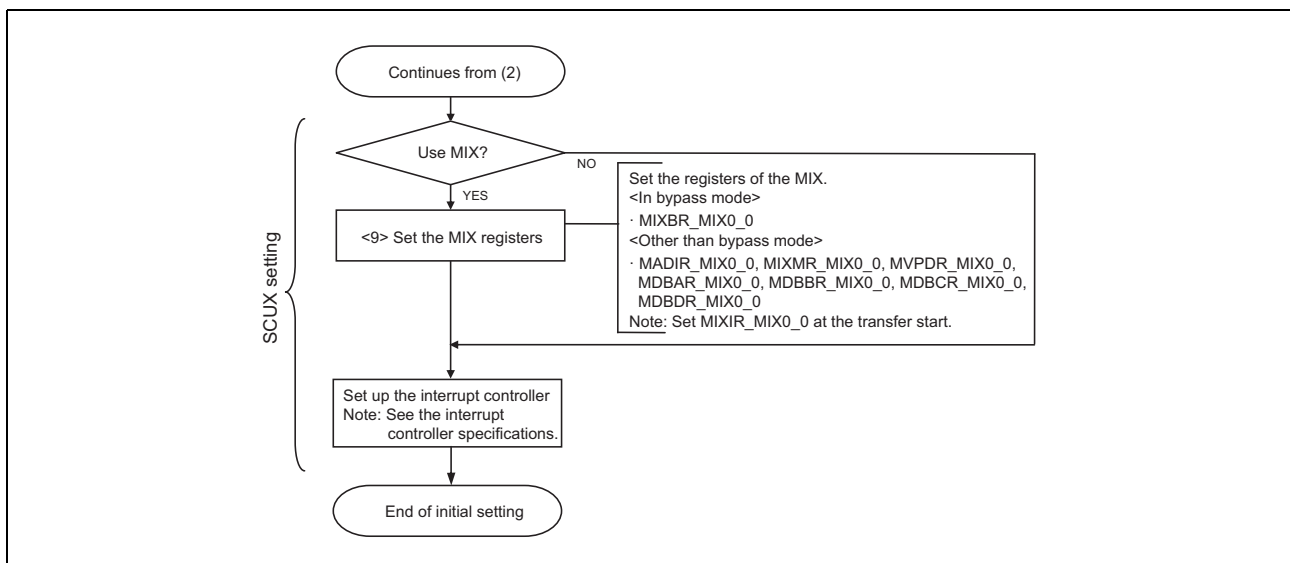 Continues from (2)
Use MIX?
NO
YES
<9> Set the MIX registers
Set the registers of the MIX.
<In bypass mode>
· MIXBR_MIX0_0
<Other than bypass mode>
· MADIR_MIX0_0, MIXMR_MIX0_0, MVPDR_MIX0_0,
MDBAR_MIX0_0, MDBBR_MIX0_0, MDBCR_MIX0_0,
MDBDR_MIX0_0
Note: Set MIXIR_MIX0_0 at the transfer start.
SCUX setting
Set up the interrupt controller
Note: See the interrupt
controller specifications.
End of initial setting